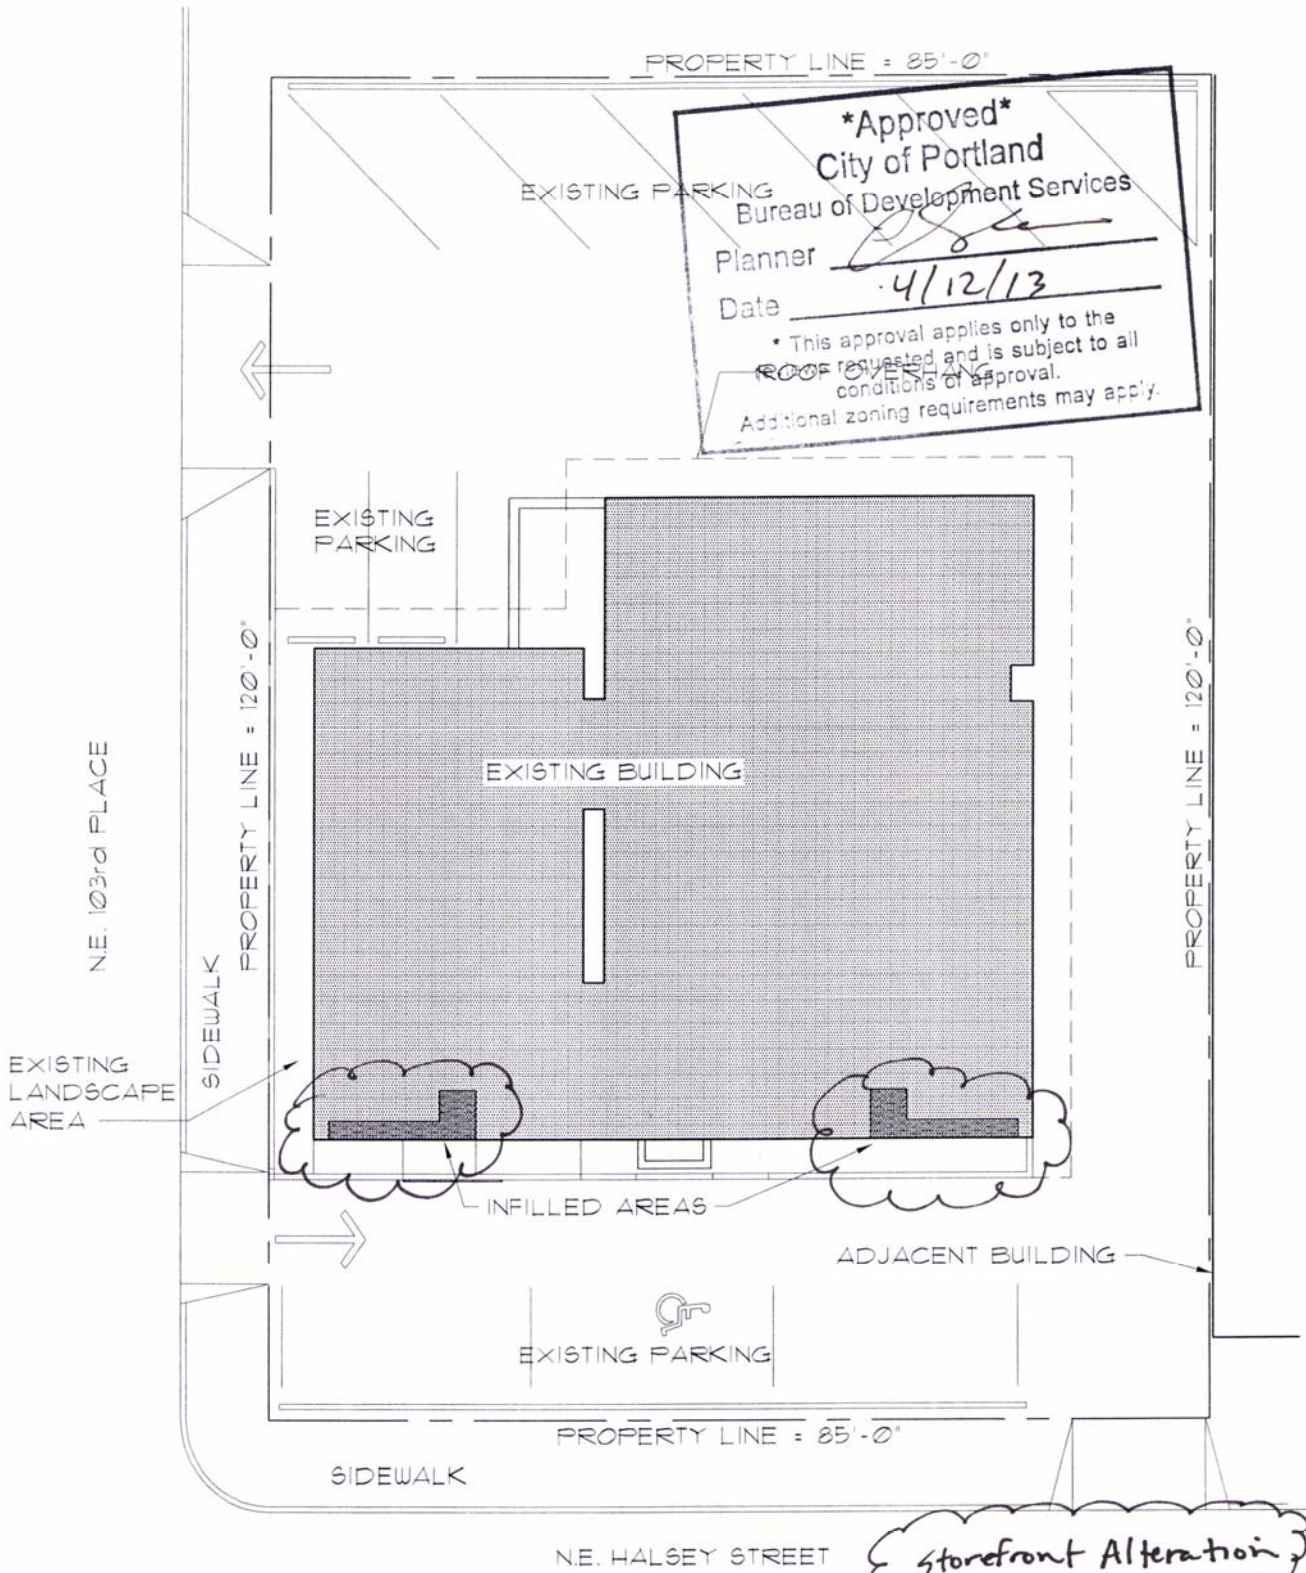 PROPERTY LINE = 85'-0"
*Approved*
City of Portland
Bureau of Development Services
Planner
Date 4/12/13
* This approval applies only to the
reviews requested and is subject to all
conditions of approval.
Additional zoning requirements may apply.
EXISTING PARKING
ROOF OVERHANG
EXISTING
PARKING
PROPERTY LINE = 120'-0"
PROPERTY LINE = 120'-0"
EXISTING BUILDING
N.E. 103rd PLACE
SIDEWALK
EXISTING
LANDSCAPE
AREA
INFILLED AREAS
ADJACENT BUILDING
EXISTING PARKING
PROPERTY LINE = 85'-0"
SIDEWALK
N.E. HALSEY STREET
Storefront Alteration